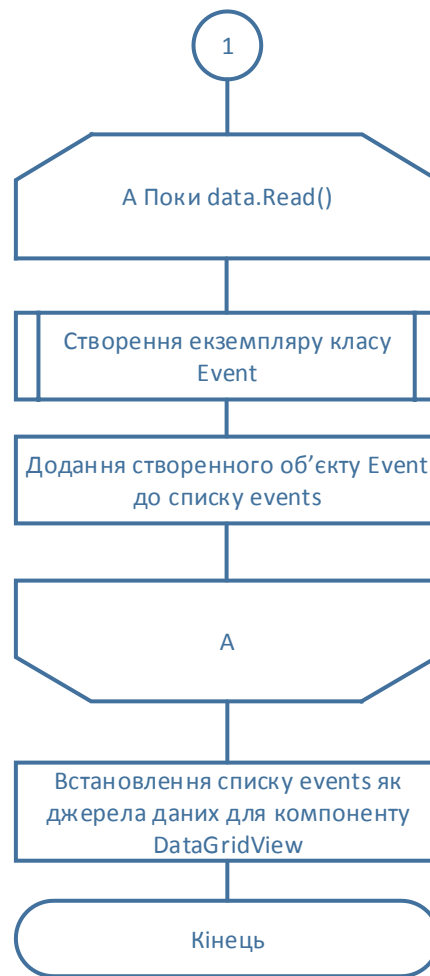 1
А Поки data.Read()
Створення екземпляру класу
Event
Додання створенного об’єкту Event
до списку events
А
Встановлення списку events як
джерела даних для компоненту
DataGridView
Кінець